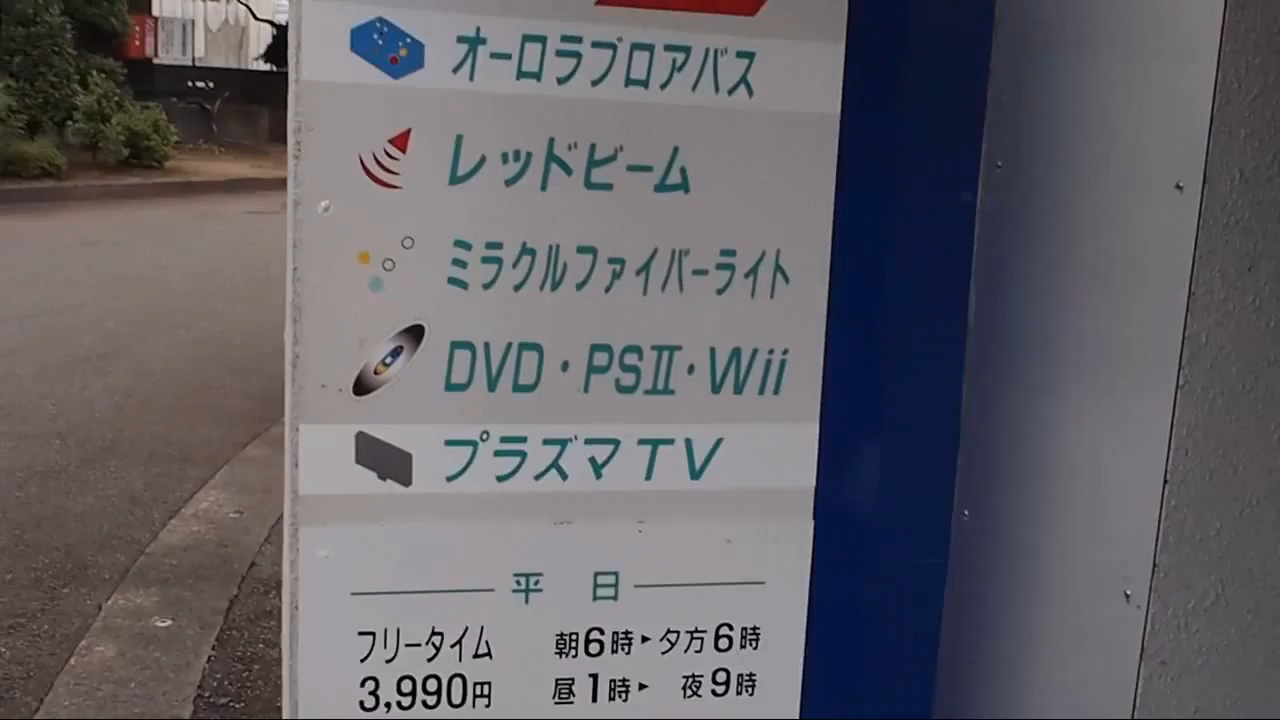 オーロラブロアバス
レッドビーム
ミラクルファイバーライト
DVD・PSⅡ・Wii
プラズマTV
平日
フリータイム 朝6時▸夕方6時
3,990円 昼1時▸夜9時